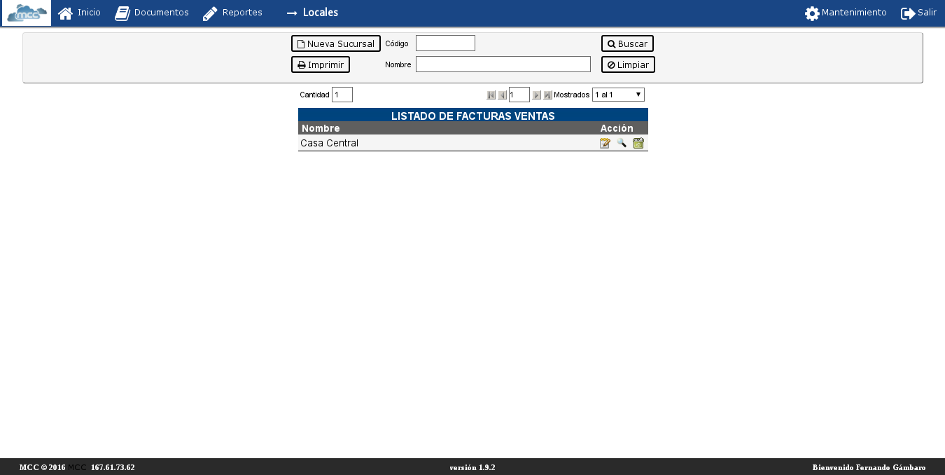 MCC Inicio Documentos Reportes → Locales Mantenimiento Salir
Nueva Sucursal Código Buscar
Imprimir Nombre Limpiar
Cantidad 1 1 Mostrados 1 al 1
LISTADO DE FACTURAS VENTAS
Nombre Acción
Casa Central
MCC © 2016 MCC 167.61.73.62 versión 1.9.2 Bienvenido Fernando Gámbaro